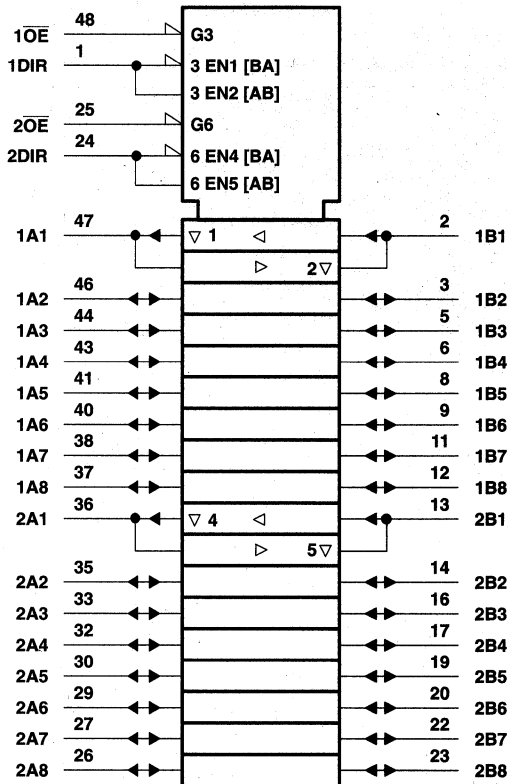 1O̅E̅ 48 G3
1DIR 1 3 EN1 [BA]
3 EN2 [AB]
2O̅E̅ 25 G6
2DIR 24 6 EN4 [BA]
6 EN5 [AB]
1A1 47 ▽ 1 ◁ 2 1B1
▷ 2 ▽
1A2 46 3 1B2
1A3 44 5 1B3
1A4 43 6 1B4
1A5 41 8 1B5
1A6 40 9 1B6
1A7 38 11 1B7
1A8 37 12 1B8
2A1 36 ▽ 4 ◁ 13 2B1
▷ 5 ▽
2A2 35 14 2B2
2A3 33 16 2B3
2A4 32 17 2B4
2A5 30 19 2B5
2A6 29 20 2B6
2A7 27 22 2B7
2A8 26 23 2B8